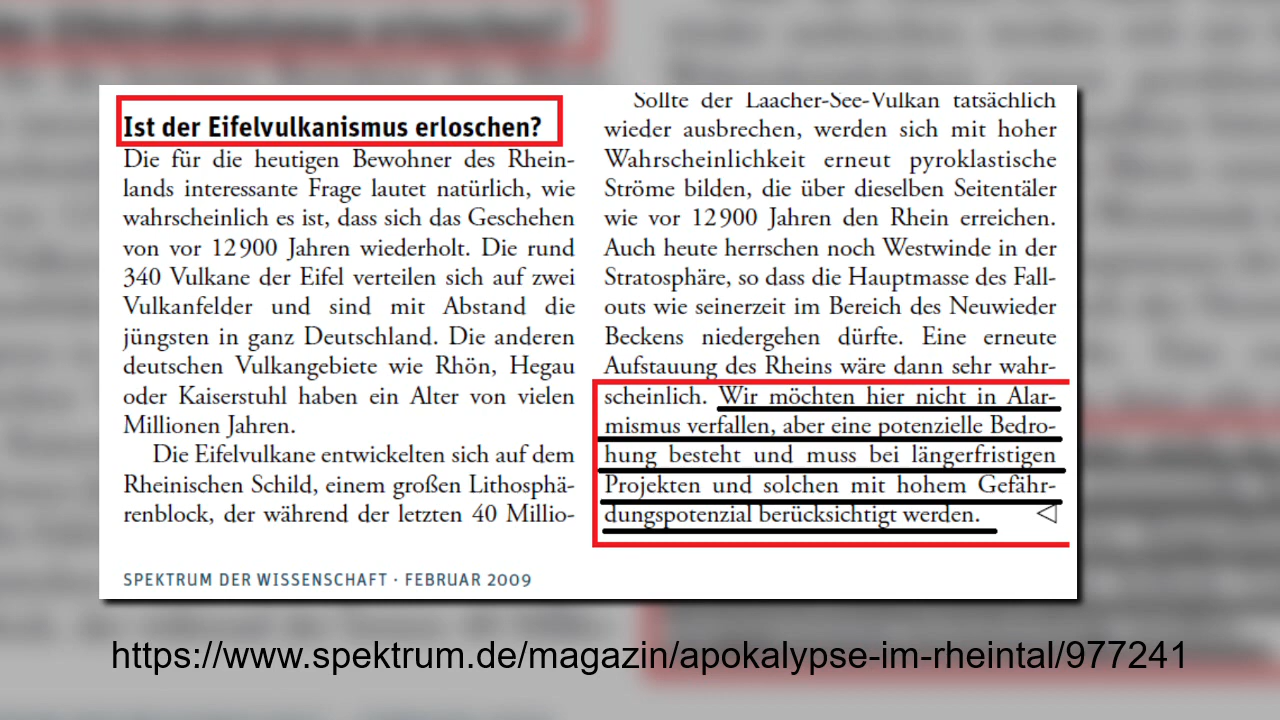 Ist der Eifelvulkanismus erloschen?
Die für die heutigen Bewohner des Rhein-
lands interessante Frage lautet natürlich, wie
wahrscheinlich es ist, dass sich das Geschehen
von vor 12900 Jahren wiederholt. Die rund
340 Vulkane der Eifel verteilen sich auf zwei
Vulkanfelder und sind mit Abstand die
jüngsten in ganz Deutschland. Die anderen
deutschen Vulkangebiete wie Rhön, Hegau
oder Kaiserstuhl haben ein Alter von vielen
Millionen Jahren.
Die Eifelvulkane entwickelten sich auf dem
Rheinischen Schild, einem großen Lithosphä-
renblock, der während der letzten 40 Millio-
Sollte der Laacher-See-Vulkan tatsächlich
wieder ausbrechen, werden sich mit hoher
Wahrscheinlichkeit erneut pyroklastische
Ströme bilden, die über dieselben Seitentäler
wie vor 12900 Jahren den Rhein erreichen.
Auch heute herrschen noch Westwinde in der
Stratosphäre, so dass die Hauptmasse des Fall-
outs wie seinerzeit im Bereich des Neuwieder
Beckens niedergehen dürfte. Eine erneute
Aufstauung des Rheins wäre dann sehr wahr-
scheinlich. Wir möchten hier nicht in Alar-
mismus verfallen, aber eine potenzielle Bedro-
hung besteht und muss bei längerfristigen
Projekten und solchen mit hohem Gefähr-
dungspotenzial berücksichtigt werden.
SPEKTRUM DER WISSENSCHAFT · FEBRUAR 2009
https://www.spektrum.de/magazin/apokalypse-im-rheintal/977241